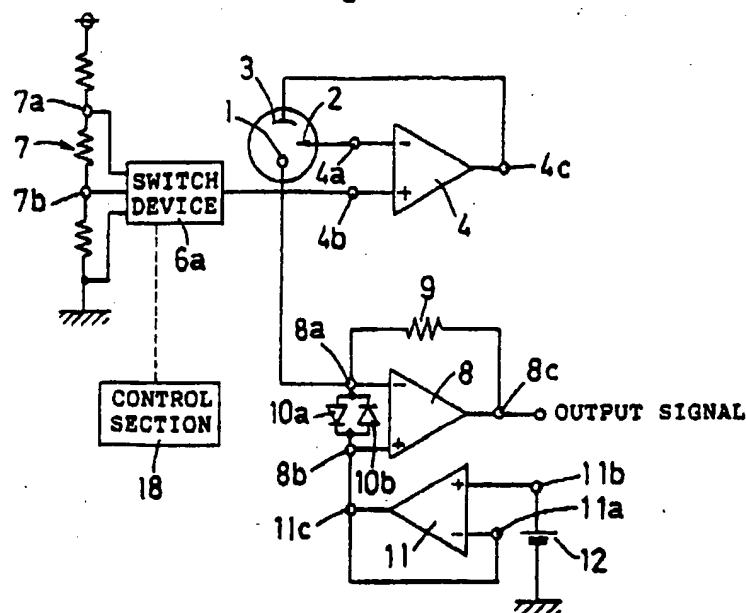 7a
7
7b
SWITCH
DEVICE
6a
3
2
1
4a
-
4b
+
4
4c
CONTROL
SECTION
18
9
8a
-
8
8c
OUTPUT SIGNAL
10a
8b
+
10b
11c
11
+
-
11b
11a
12